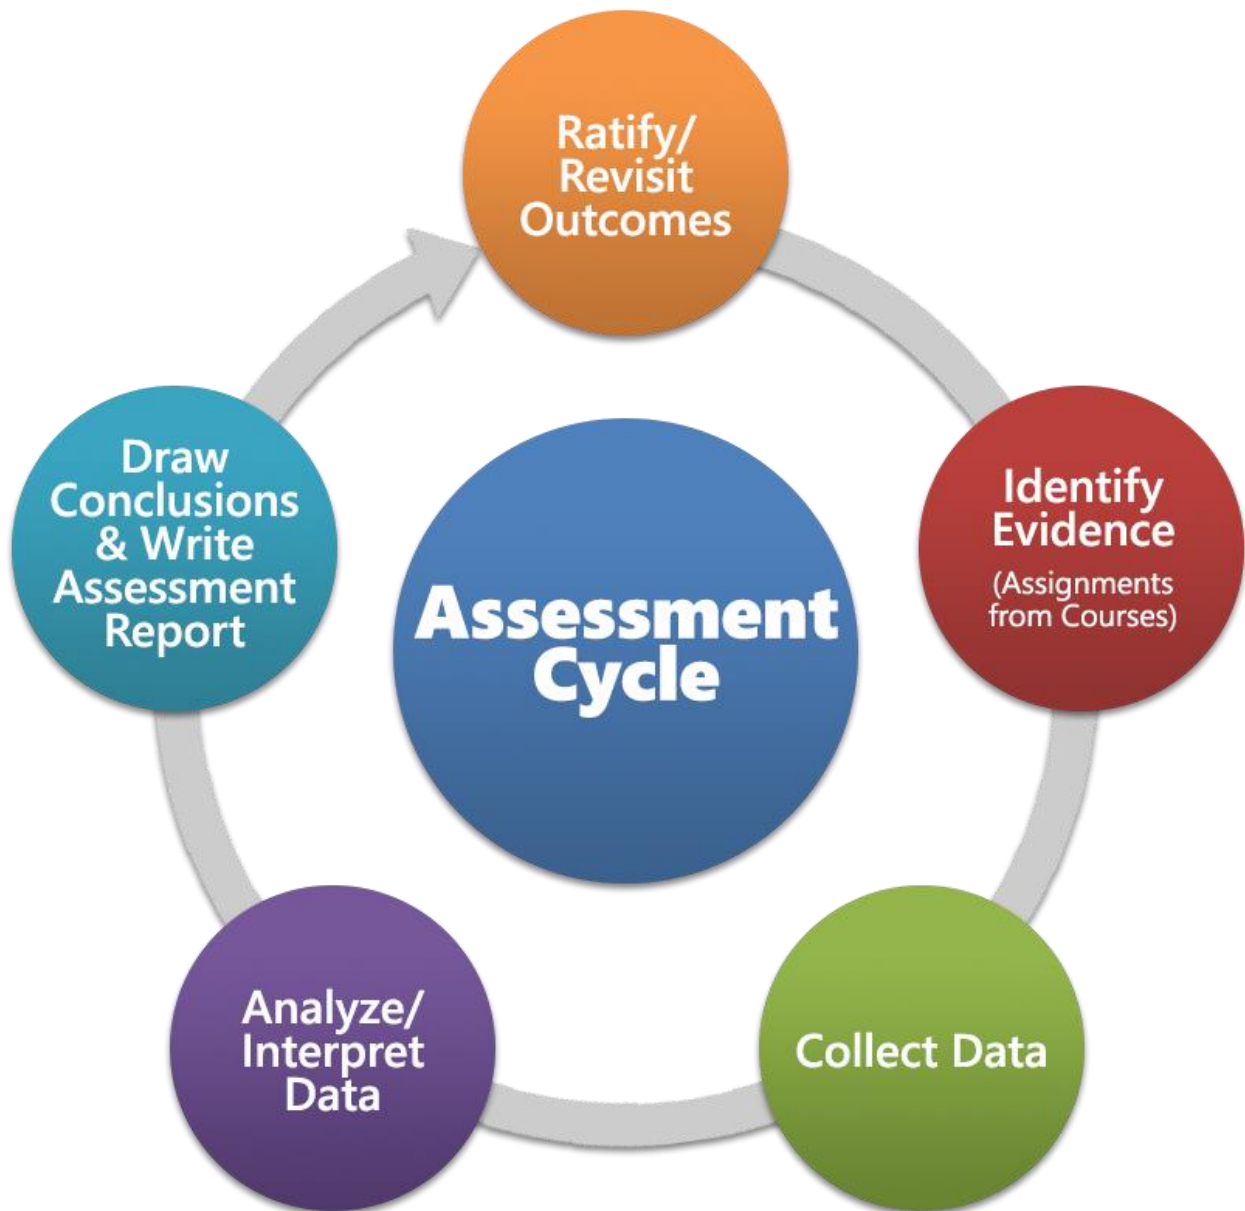 Ratify/
Revisit
Outcomes
Identify
Evidence
(Assignments
from Courses)
Collect Data
Analyze/
Interpret
Data
Draw
Conclusions
& Write
Assessment
Report
Assessment
Cycle